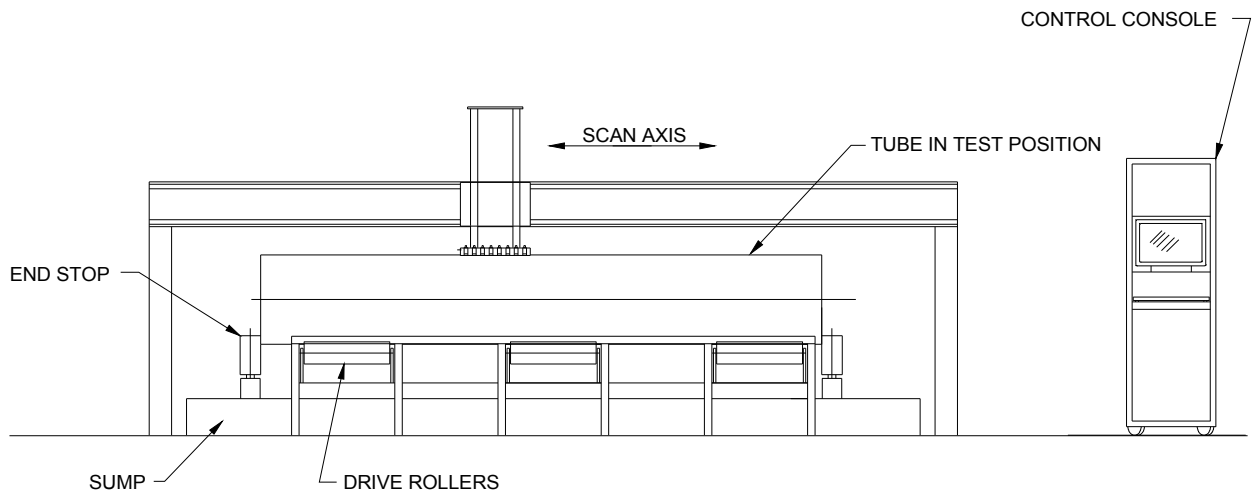 CONTROL CONSOLE
SCAN AXIS
TUBE IN TEST POSITION
END STOP
SUMP
DRIVE ROLLERS